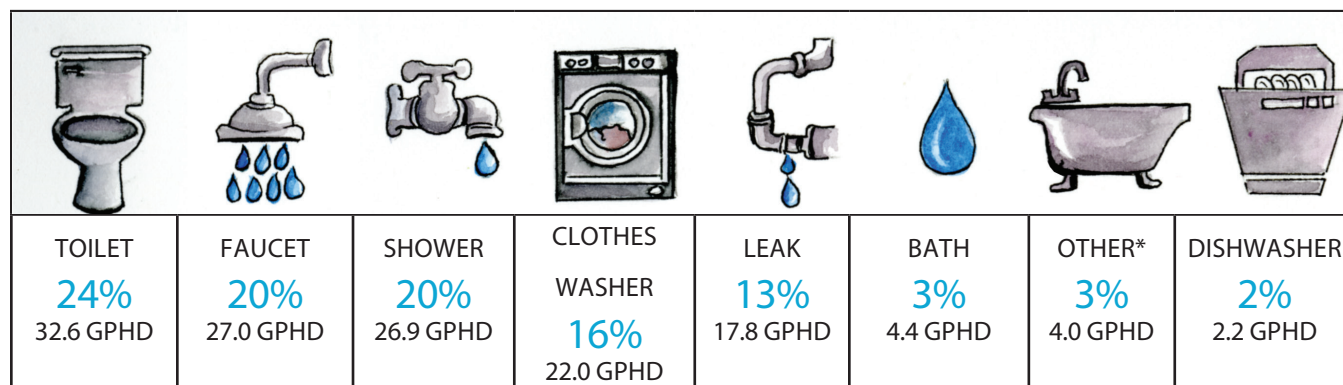 TOILET
24%
32.6 GPHD
FAUCET
20%
27.0 GPHD
SHOWER
20%
26.9 GPHD
CLOTHES
WASHER
16%
22.0 GPHD
LEAK
13%
17.8 GPHD
BATH
3%
4.4 GPHD
OTHER*
3%
4.0 GPHD
DISHWASHER
2%
2.2 GPHD